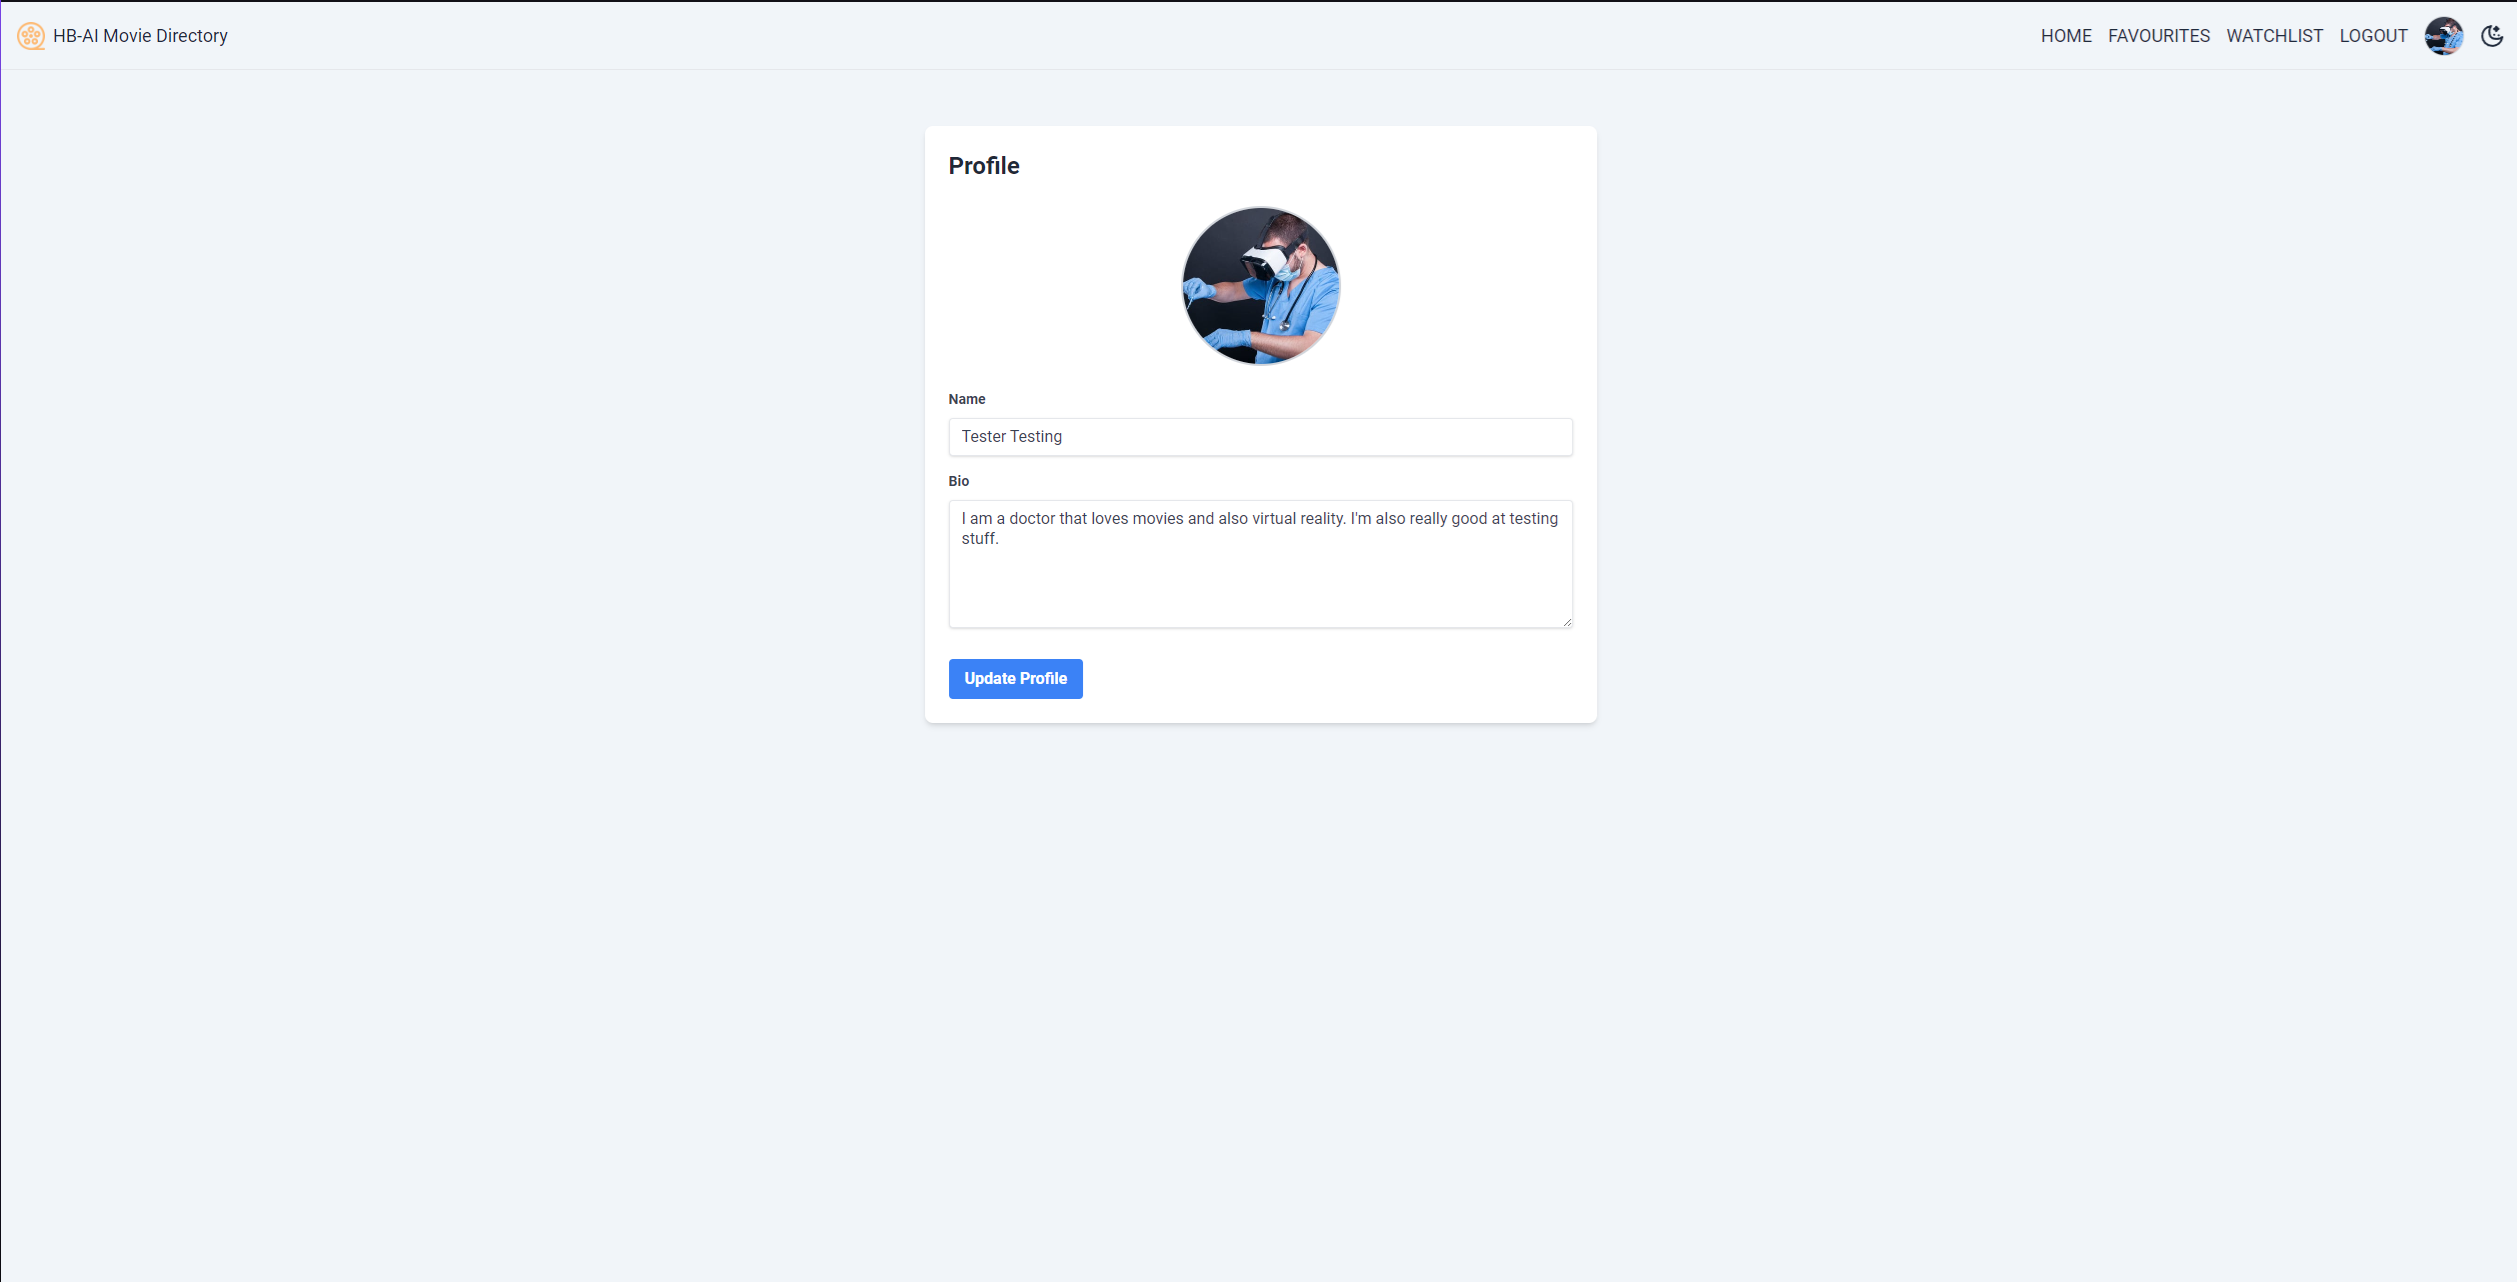 HB-AI Movie Directory
HOME FAVOURITES WATCHLIST LOGOUT
Profile
Name
Tester Testing
Bio
I am a doctor that loves movies and also virtual reality. I'm also really good at testing
stuff.
Update Profile